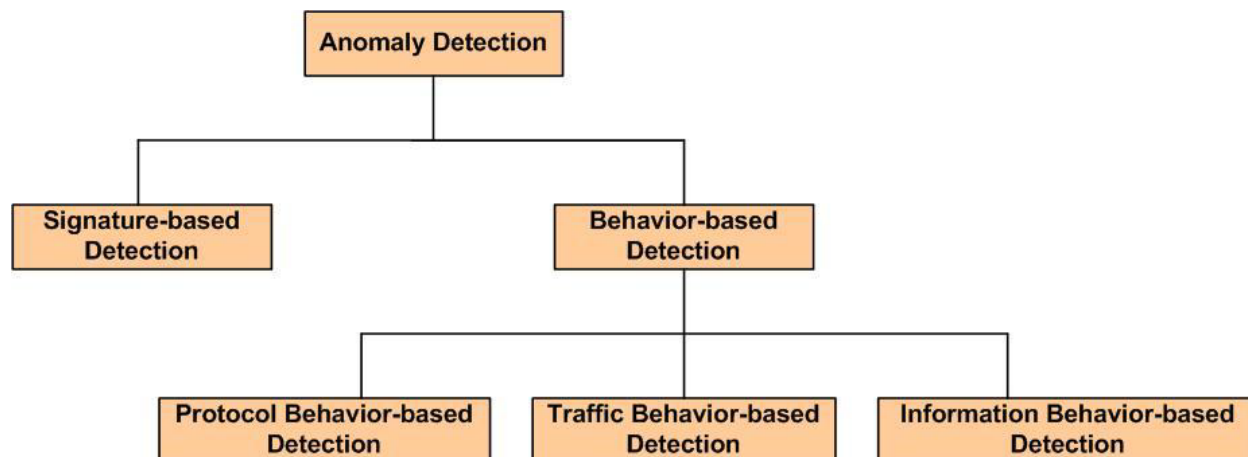 Anomaly Detection
Signature-based
Detection
Behavior-based
Detection
Protocol Behavior-based
Detection
Traffic Behavior-based
Detection
Information Behavior-based
Detection